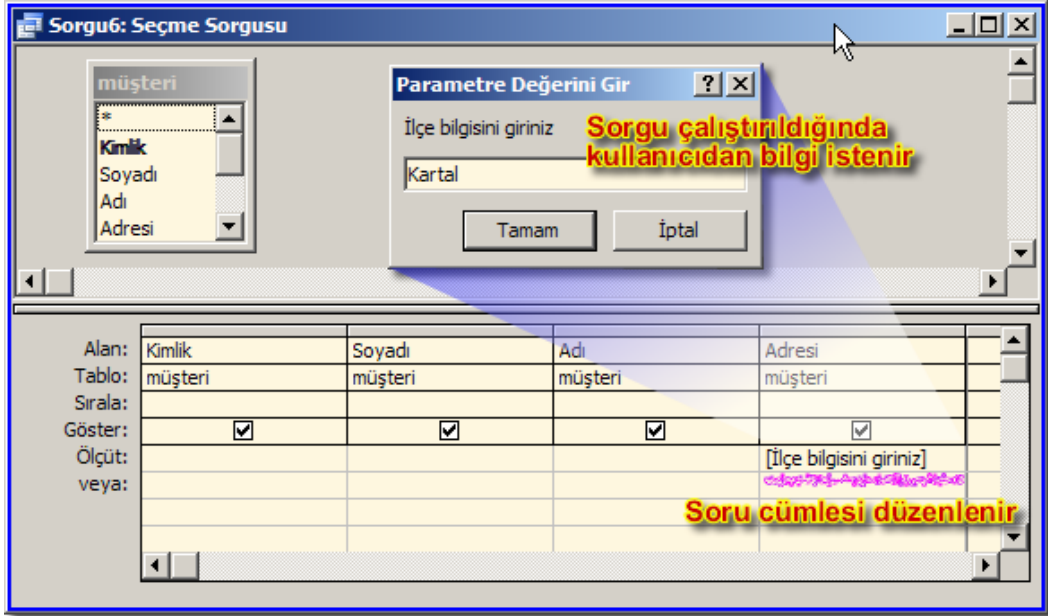 Sorgu6: Seçme Sorgusu
müşteri
*
Kimlik
Soyadı
Adı
Adresi
Parametre Değerini Gir
İlçe bilgisini giriniz
Kartal
Tamam
İptal
Sorgu çalıştırıldığında
kullanıcıdan bilgi istenir
Alan: Kimlik Soyadı Adı Adresi
Tablo: müşteri müşteri müşteri müşteri
Sırala:
Göster:
Ölçüt: [İlçe bilgisini giriniz]
veya:
Soru cümlesi düzenlenir